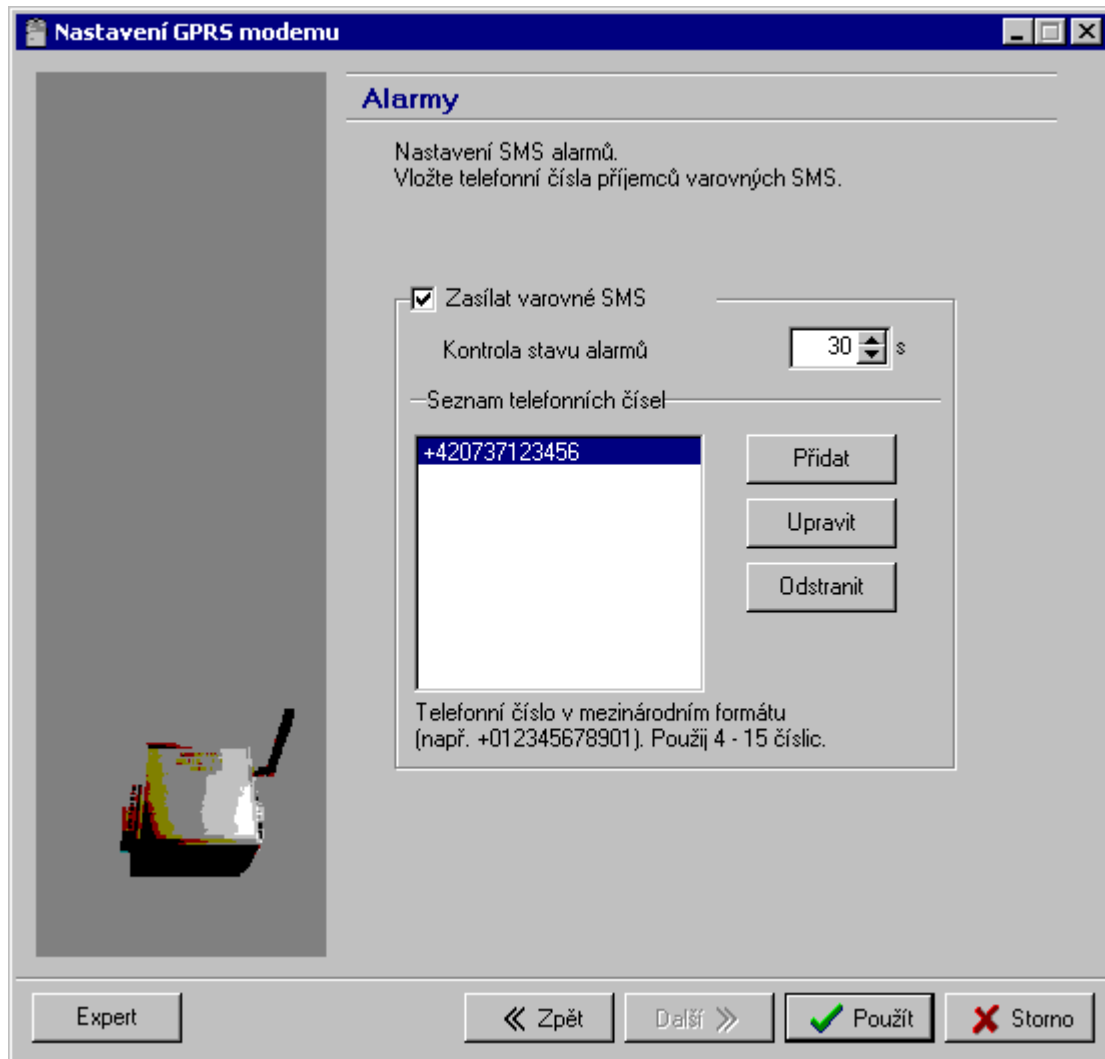 Nastavení GPRS modemu
Alarmy
Nastavení SMS alarmů.
Vložte telefonní čísla příjemců varovných SMS.
Zasílat varovné SMS
Kontrola stavu alarmů 30 s
Seznam telefonních čísel
+420737123456
Přidat
Upravit
Odstranit
Telefonní číslo v mezinárodním formátu
(např. +012345678901). Použij 4 - 15 číslic.
Expert Zpět Další Použít Storno